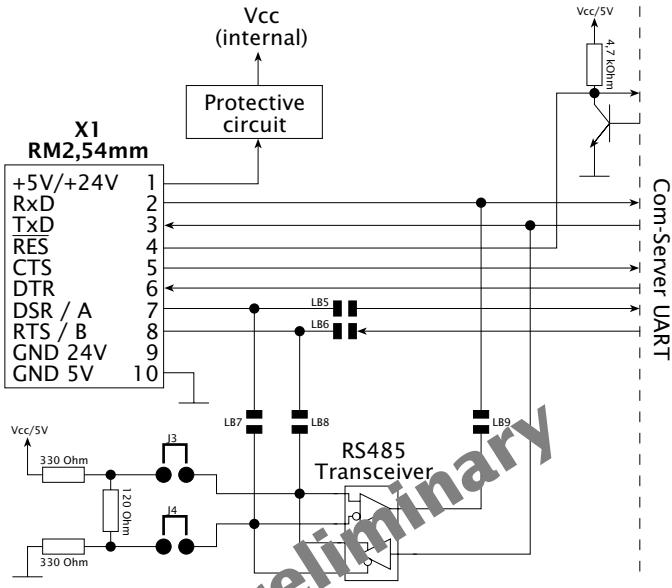 Vcc
(internal)
Vcc/5V
4,7 kOhm
Protective
circuit
X1
RM2,54mm
+5V/+24V 1
RxD 2
TxD 3
RES 4
CTS 5
DTR 6
DSR / A 7
RTS / B 8
GND 24V 9
GND 5V 10
LB5
LB6
Com-Server UART
LB7
LB8
LB9
Vcc/5V
J3
330 Ohm
120 Ohm
J4
330 Ohm
RS485
Transceiver